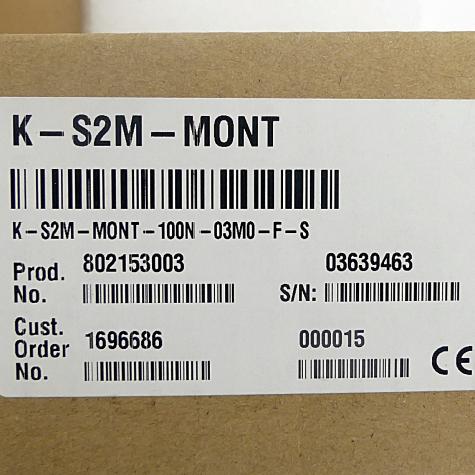 K-S2M-MONT
K-S2M-MONT-100N-03M0-F-S
Prod. No. 802153003
S/N: 03639463
Cust. Order No. 1696686
000015
CE